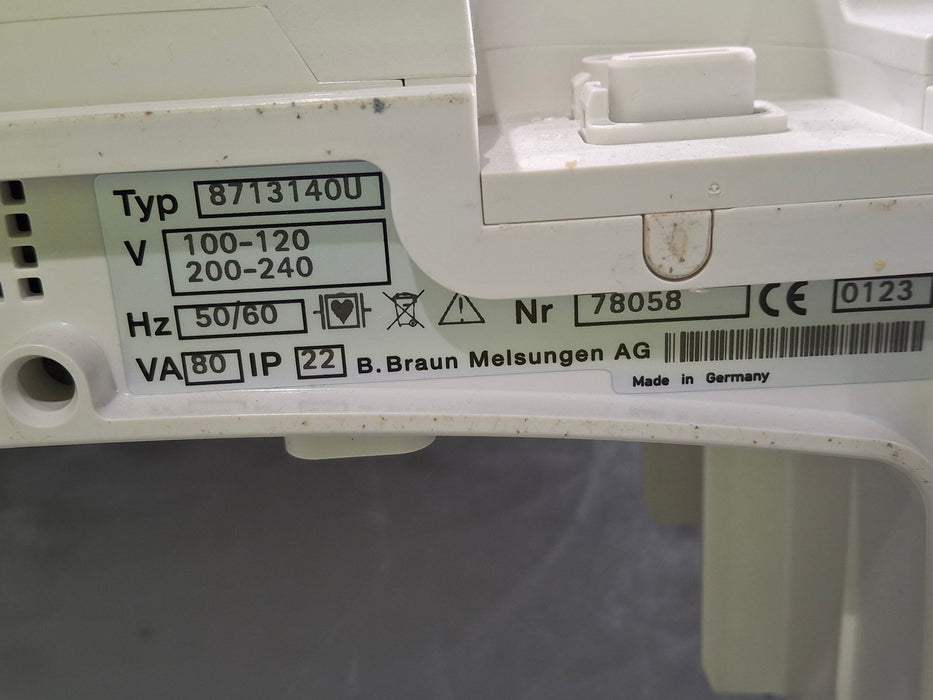 Typ 8713140U
V 100-120
200-240
Hz 50/60 Nr 78058 CE 0123
VA 80 IP 22 B. Braun Melsungen AG
Made in Germany